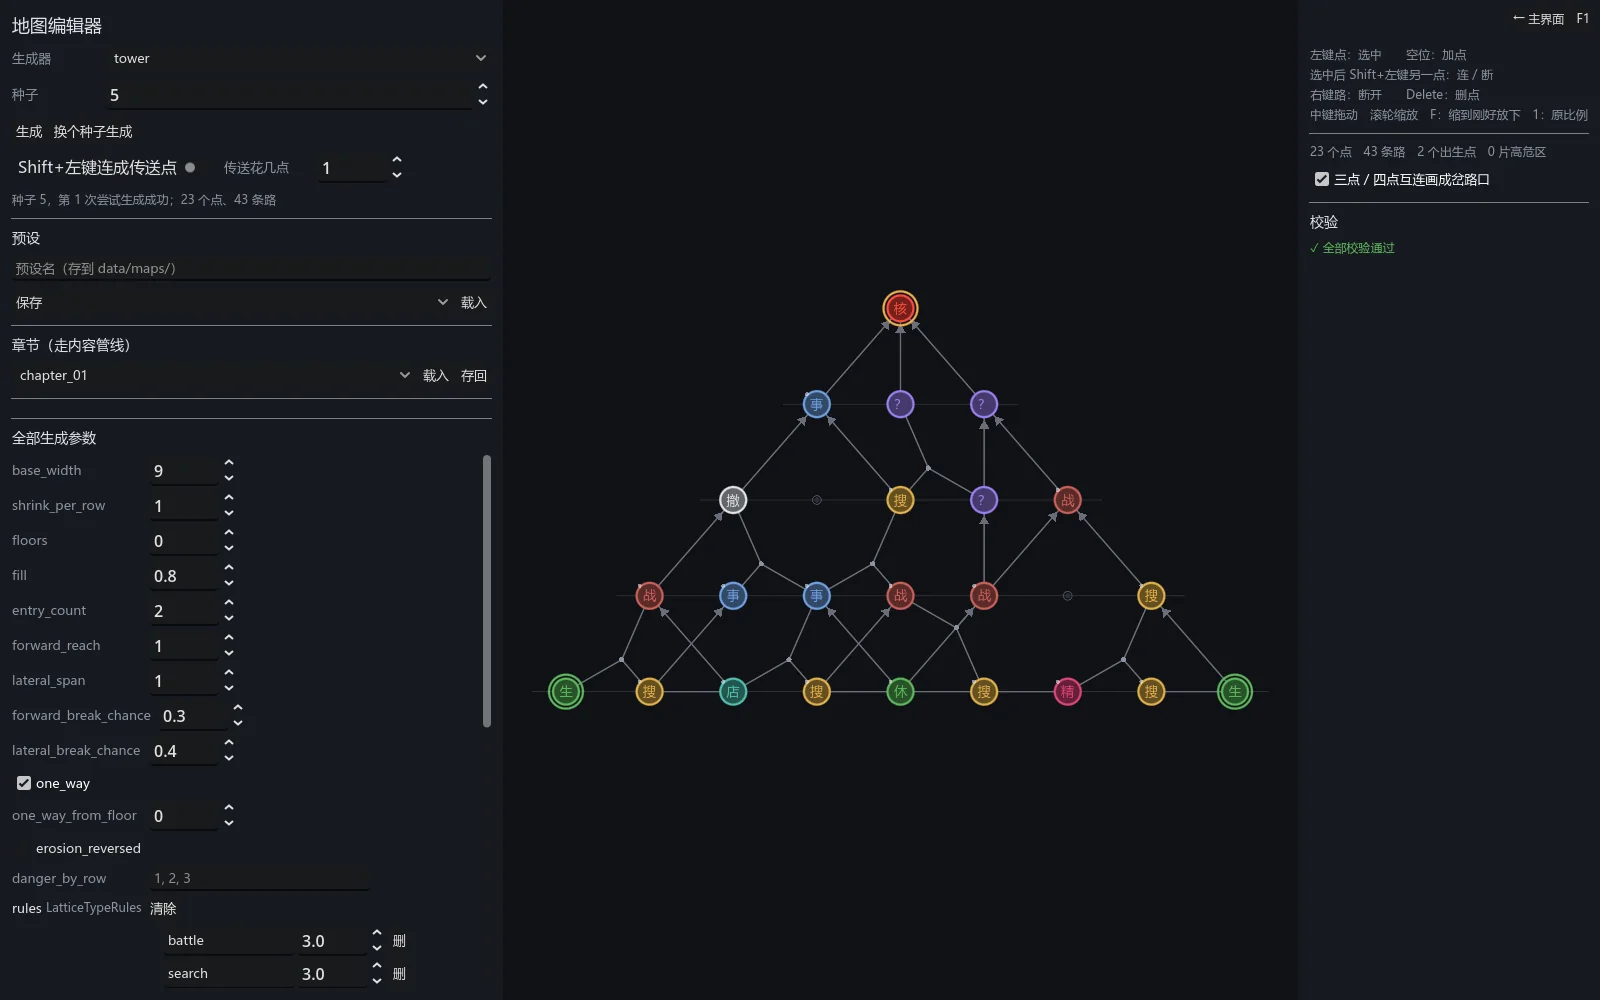 地图编辑器
生成器 tower
种子 5
生成 换个种子生成
Shift+左键连成传送点 传送花几点 1
种子 5，第 1 次尝试生成成功；23 个点、43 条路
预设
预设名（存到 data/maps/）
保存 载入
章节（走内容管线）
chapter_01 载入 存回
全部生成参数
base_width 9
shrink_per_row 1
floors 0
fill 0.8
entry_count 2
forward_reach 1
lateral_span 1
forward_break_chance 0.3
lateral_break_chance 0.4
one_way
one_way_from_floor 0
erosion_reversed
danger_by_row 1, 2, 3
rules LatticeTypeRules 清除
battle 3.0 删
search 3.0 删
核
事 ? ?
撤 搜 ? 战
战 事 事 战 战 搜
生 搜 店 搜 休 搜 精 搜 生
←主界面 F1
左键点：选中 空位：加点
选中后 Shift+左键另一点：连 / 断
右键路：断开 Delete：删点
中键拖动 滚轮缩放 F：缩到刚好放下 1：原比例
23 个点 43 条路 2 个出生点 0 片高危区
三点 / 四点互连画成岔路口
校验
✓ 全部校验通过